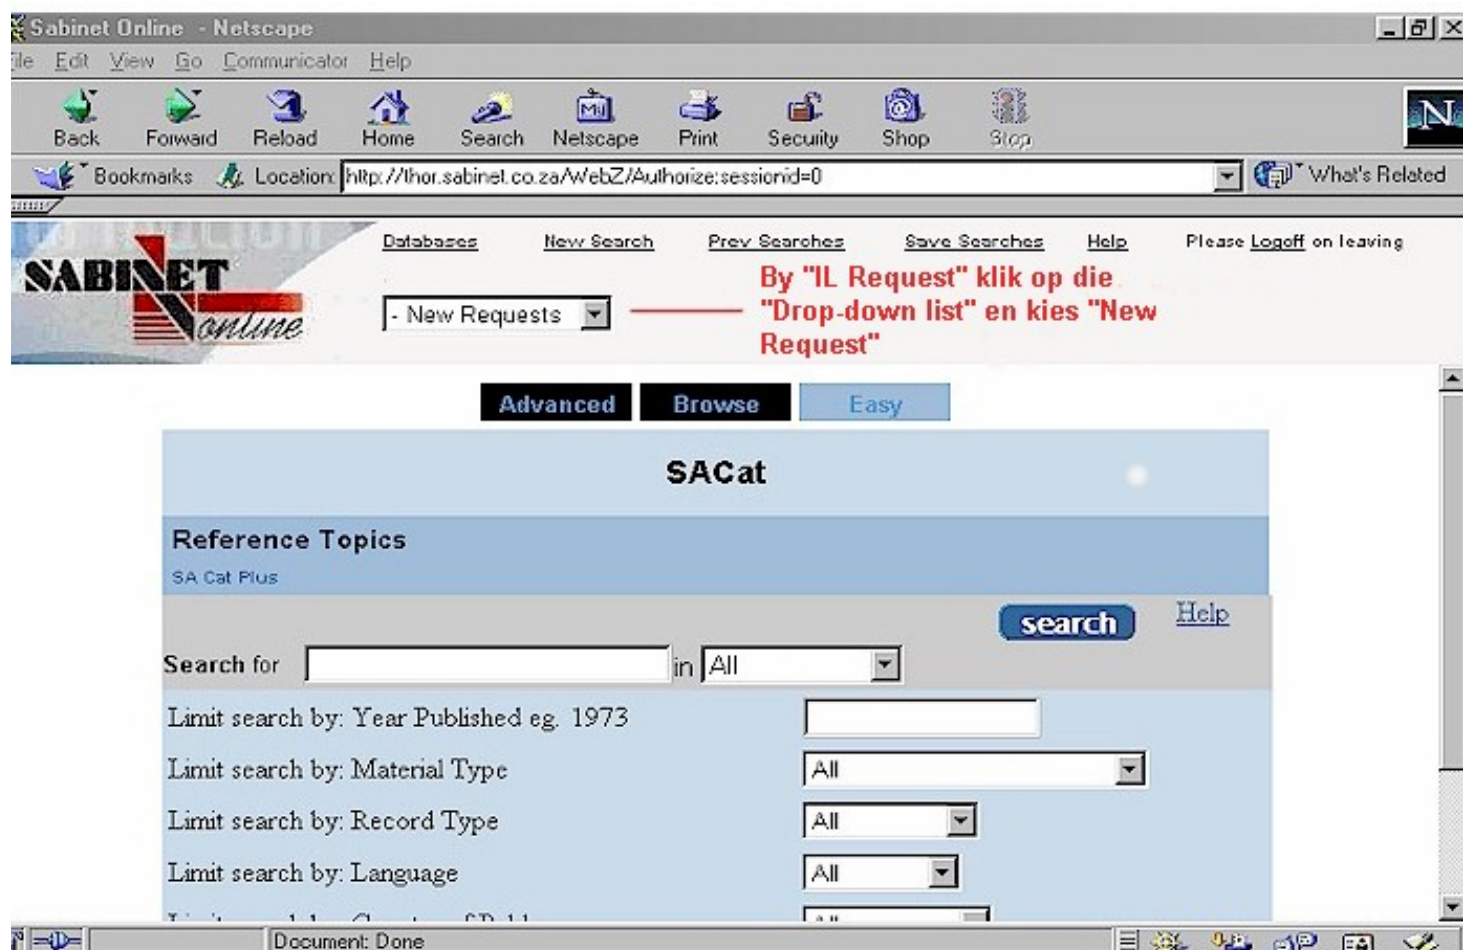 Sabinet Online - Netscape
Edit View Go Communicator Help
Back Forward Reload Home Search Netscape Print Security Shop Stop
Bookmarks Location: http://thor.sabinet.co.za/WebZ/Authorize:sessionid=0 What's Related
Databases New Search Prev Searches Save Searches Help Please Logoff on leaving
SABINET online
- New Requests
By "IL Request" klik op die
"Drop-down list" en kies "New
Request"
Advanced Browse Easy
SACat
Reference Topics
SA Cat Plus
search Help
Search for in All
Limit search by: Year Published eg. 1973
Limit search by: Material Type All
Limit search by: Record Type All
Limit search by: Language All
Document: Done